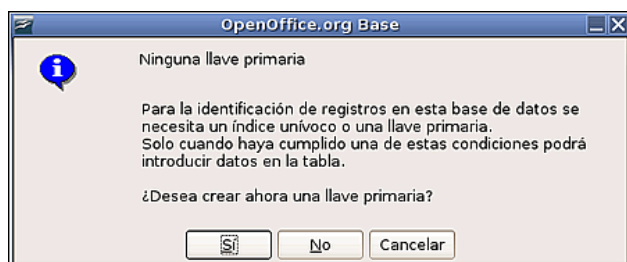 OpenOffice.org Base
Ninguna llave primaria
Para la identificación de registros en esta base de datos se
necesita un índice unívoco o una llave primaria.
Solo cuando haya cumplido una de estas condiciones podrá
introducir datos en la tabla.
¿Desea crear ahora una llave primaria?
Sí No Cancelar